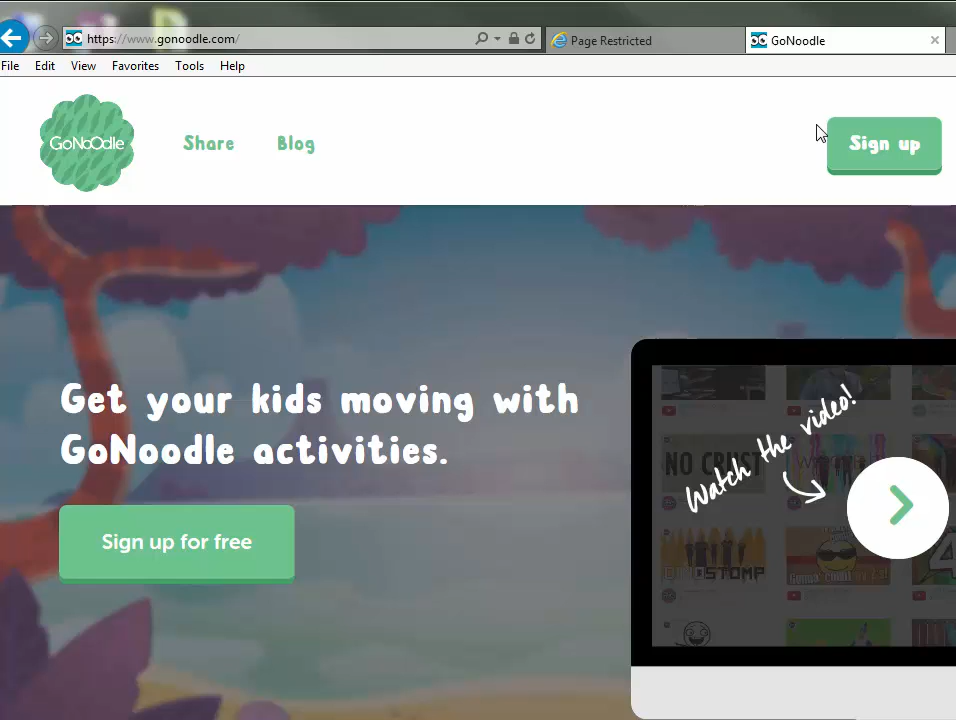 https://www.gonoodle.com/
Page Restricted
GoNoodle
File Edit View Favorites Tools Help
GoNoOdle
Share Blog
Sign up
Get your kids moving with
GoNoodle activities.
Sign up for free
Watch the video!
NO CRUST
DINOSTOMP